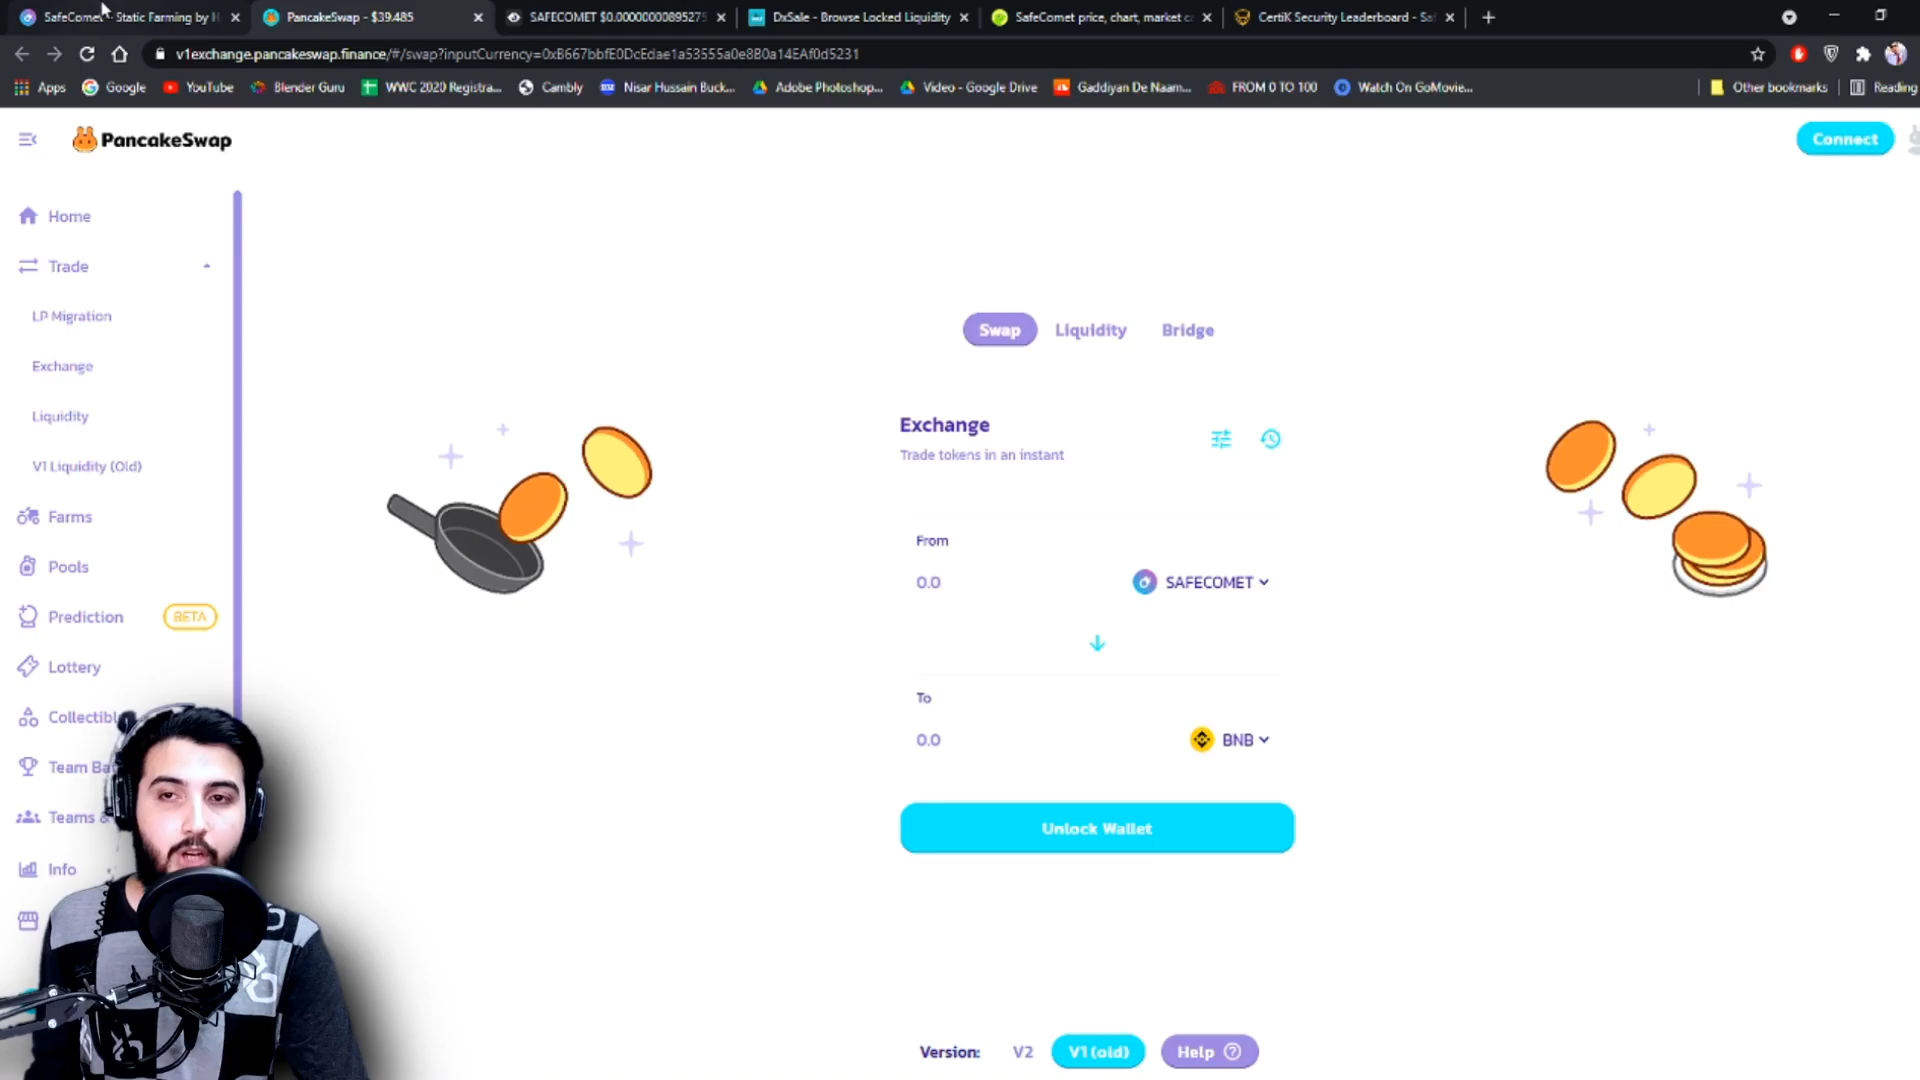 SafeComet - Static Farming by H
PancakeSwap - $39.485
SAFECOMET $0.00000000895275
DxSale - Browse Locked Liquidity
SafeComet price, chart, market c
CertiK Security Leaderboard - Sa
v1exchange.pancakeswap.finance/#/swap?inputCurrency=0xB667bbfE0DcEdae1a53555a0e8B0a14EAf0d5231
Apps
Google
YouTube
Blender Guru
WWC 2020 Registra...
Cambly
Nisar Hussain Buck...
Adobe Photoshop...
Video - Google Drive
Gaddiyan De Naam...
FROM 0 TO 100
Watch On GoMovie...
Other bookmarks
Reading
PancakeSwap
Connect
Home
Trade
LP Migration
Exchange
Liquidity
V1 Liquidity (Old)
Farms
Pools
Prediction BETA
Lottery
Collectibl
Team Ba
Teams &
Info
Swap
Liquidity
Bridge
Exchange
Trade tokens in an instant
From
0.0
SAFECOMET
To
0.0
BNB
Unlock Wallet
Version:
V2
V1 (old)
Help